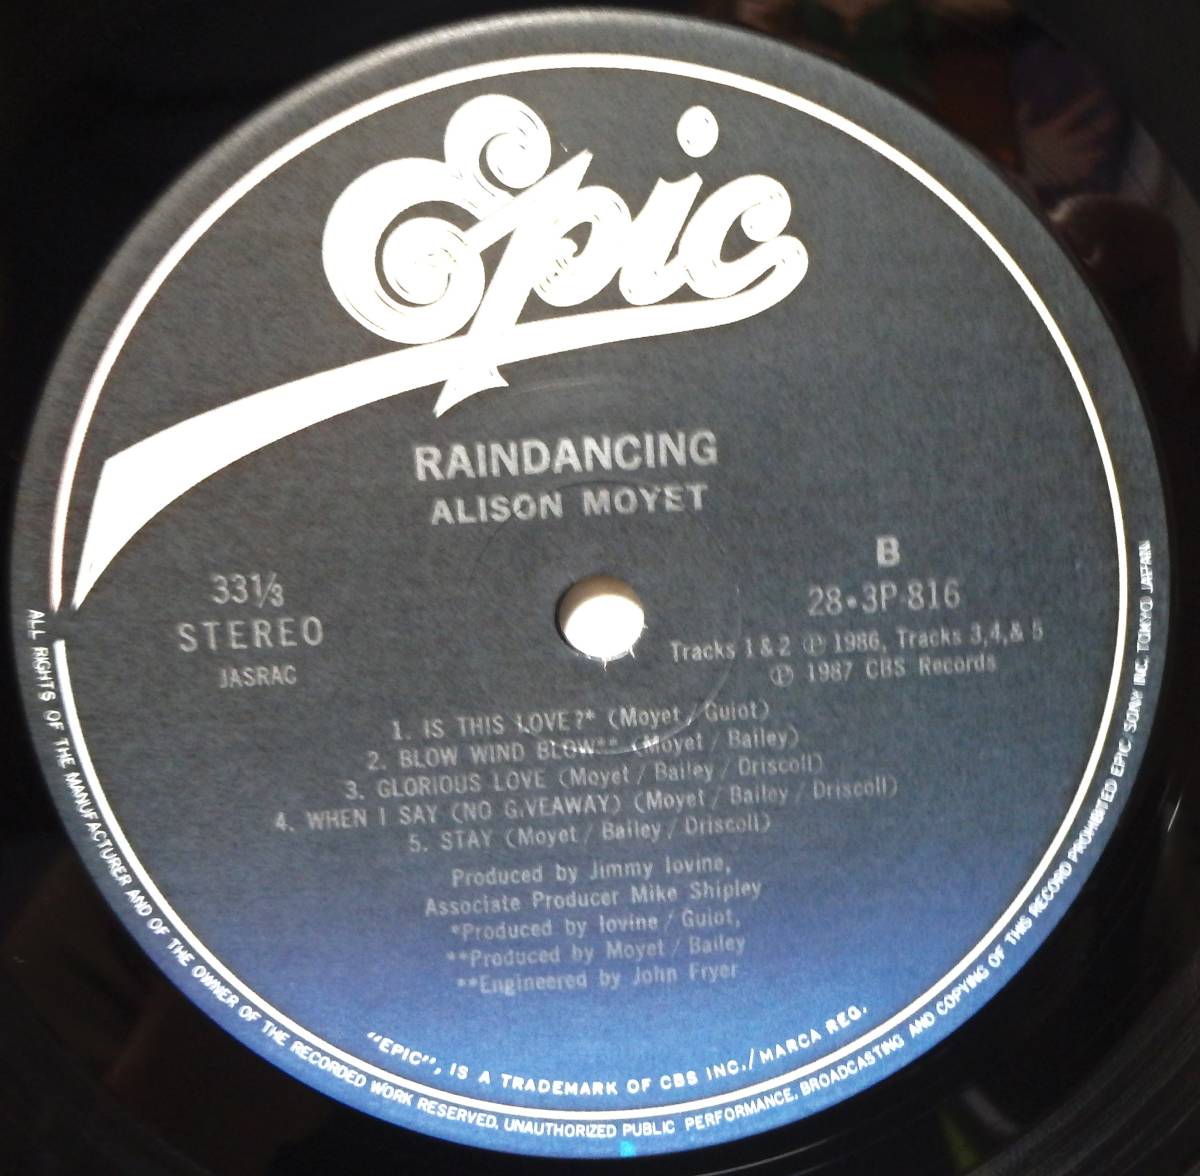 Epic
RAINDANCING
ALISON MOYET
33⅓
STEREO
JASRAC
B
28・3P-816
Tracks 1 & 2 Ⓟ 1986, Tracks 3,4,& 5
Ⓟ 1987 CBS Records
1. IS THIS LOVE?* (Moyet / Guiot)
2. BLOW WIND BLOW** (Moyet / Bailey)
3. GLORIOUS LOVE (Moyet / Bailey / Driscoll)
4. WHEN I SAY (NO G.VEAWAY) (Moyet / Bailey / Driscoll)
5. STAY (Moyet / Bailey / Driscoll)
Produced by Jimmy Iovine,
Associate Producer Mike Shipley
*Produced by Iovine / Guiot,
**Produced by Moyet / Bailey
**Engineered by John Fryer
"EPIC", IS A TRADEMARK OF CBS INC./MARCA REG.
ALL RIGHTS OF THE MANUFACTURER AND OF THE OWNER OF THE RECORDED WORK RESERVED. UNAUTHORIZED PUBLIC PERFORMANCE, BROADCASTING AND COPYING OF THIS RECORD PROHIBITED EPIC/SONY INC. TOKYO JAPAN